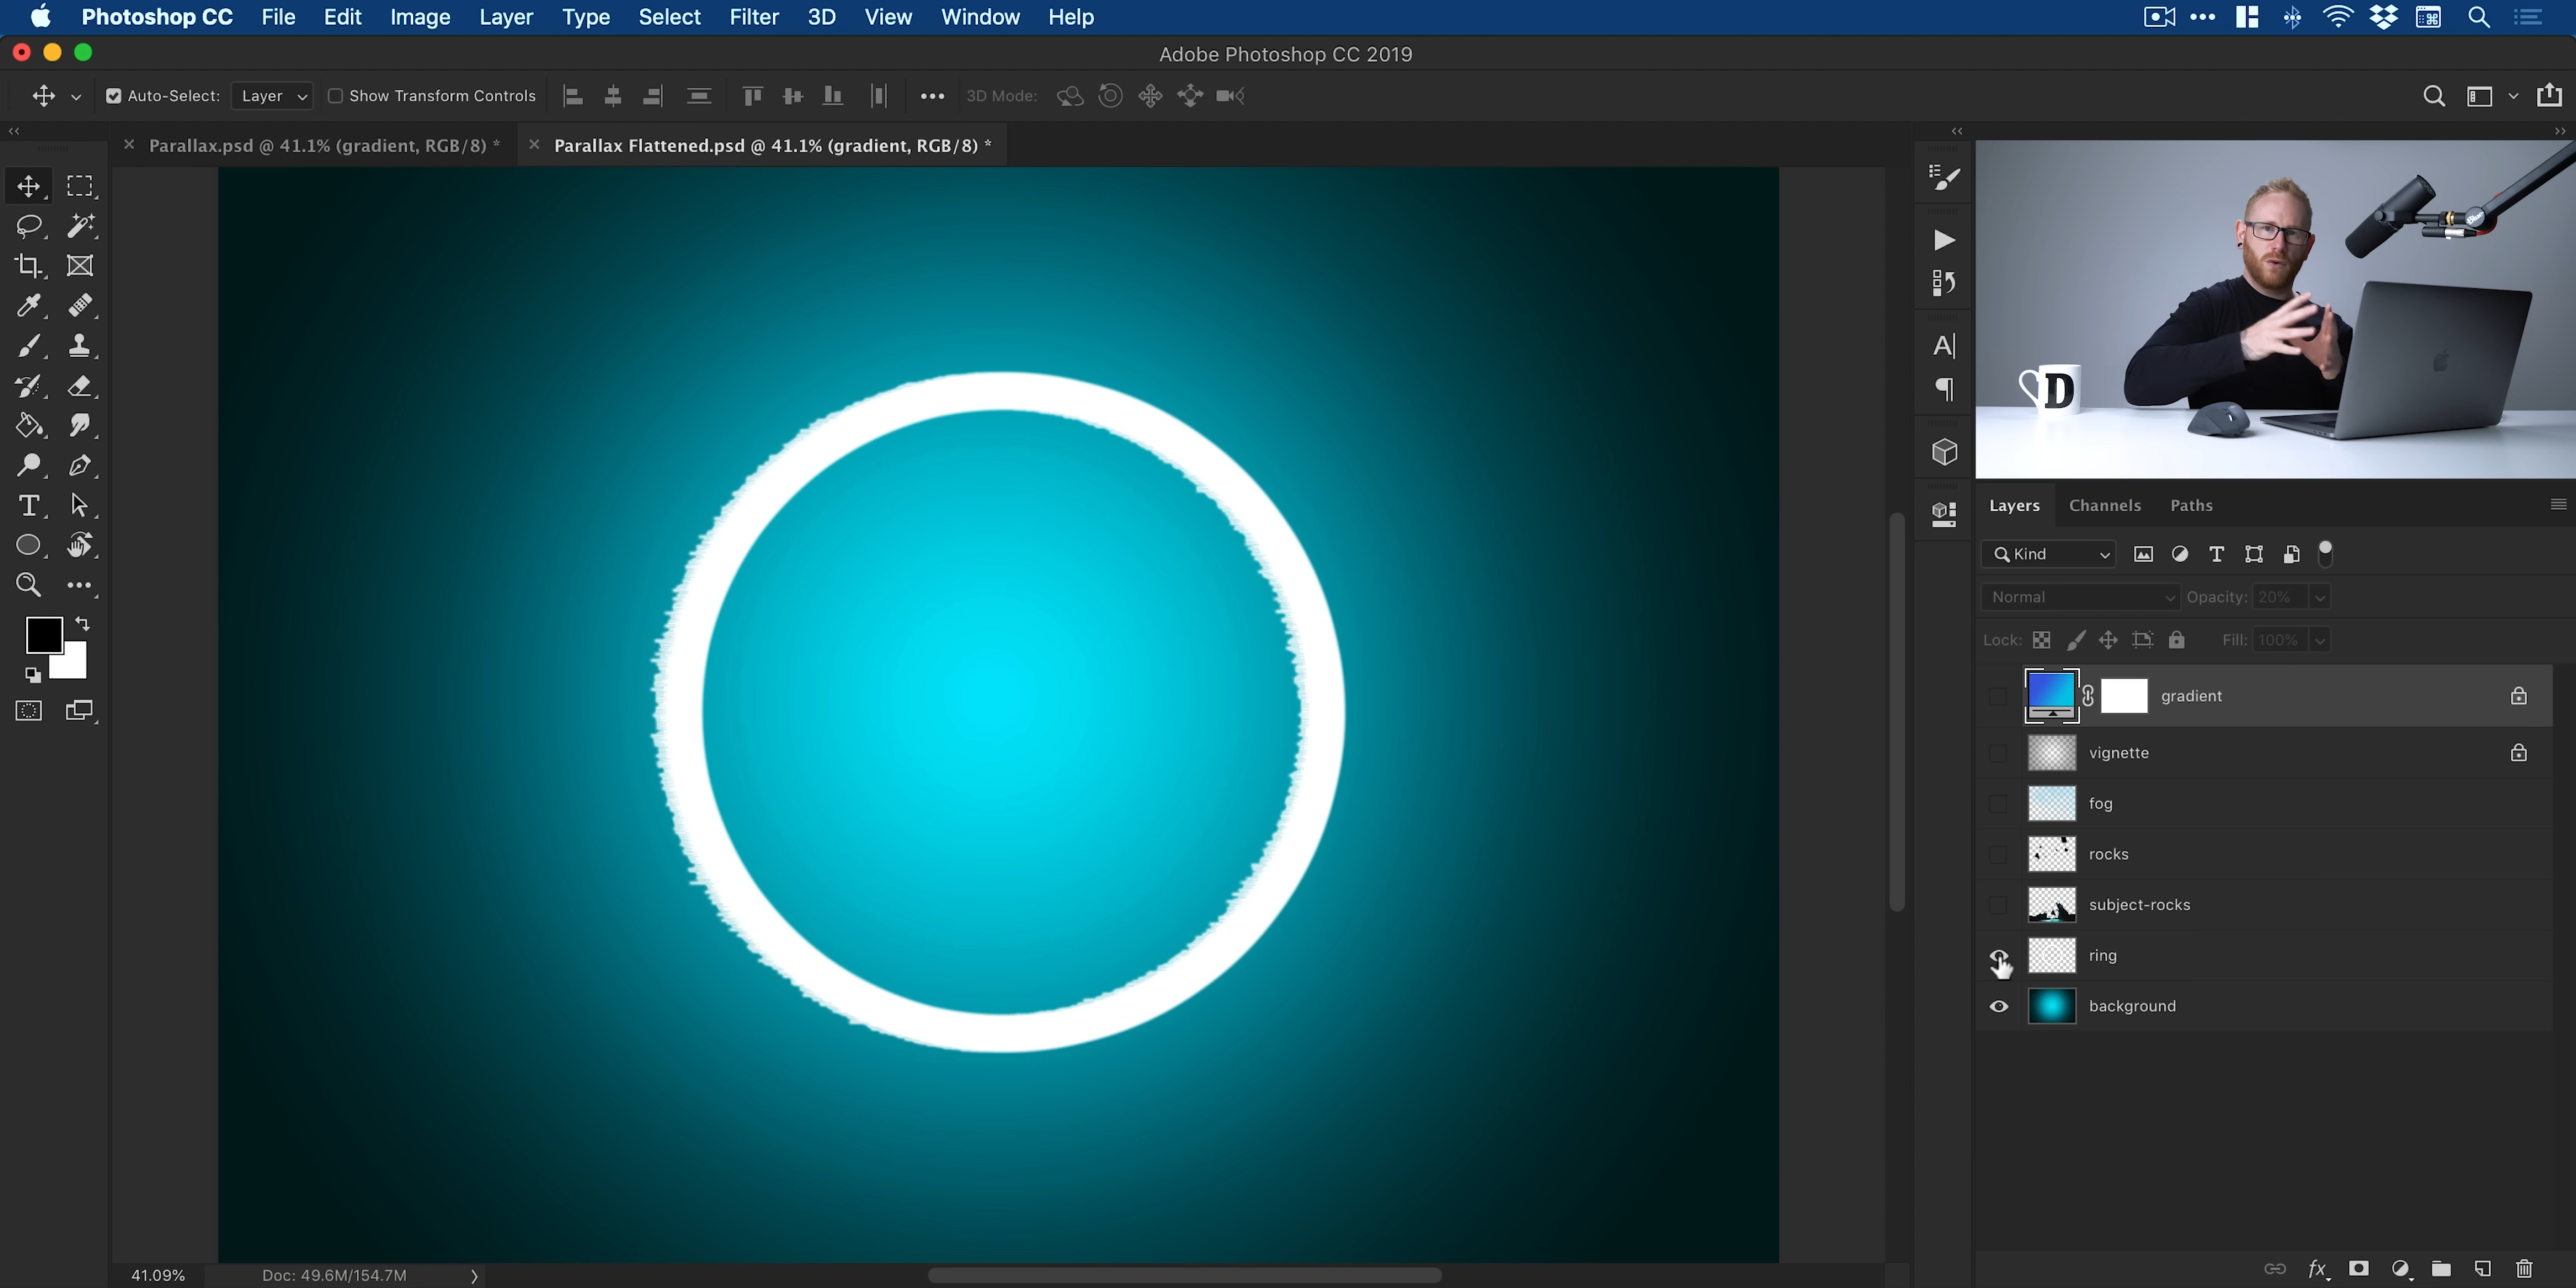 Photoshop CC File Edit Image Layer Type Select Filter 3D View Window Help
Adobe Photoshop CC 2019
Auto-Select: Layer Show Transform Controls 3D Mode:
Parallax.psd @ 41.1% (gradient, RGB/8) *
Parallax Flattened.psd @ 41.1% (gradient, RGB/8) *
Blue
D
Layers Channels Paths
Kind
Normal Opacity: 20%
Lock: Fill: 100%
gradient
vignette
fog
rocks
subject-rocks
ring
background
41.09% Doc: 49.6M/154.7M